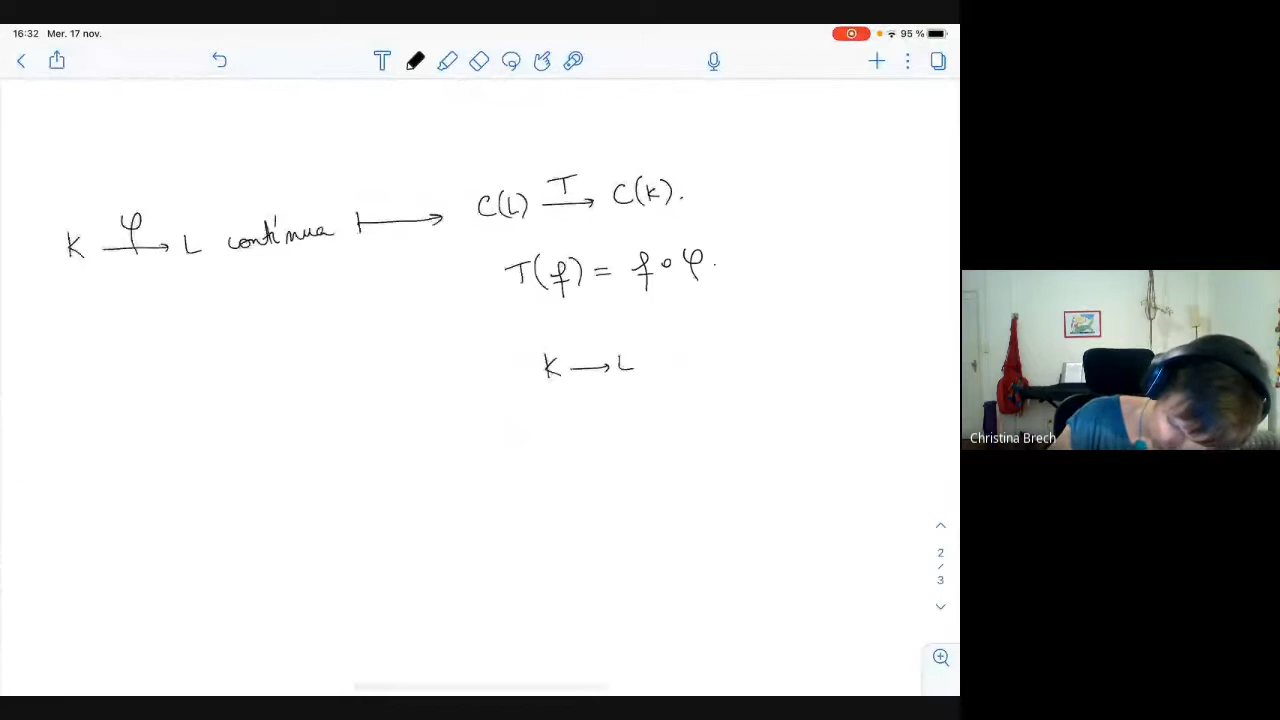 16:32 Mer. 17 nov. 95 %
K φ→ L contínua ⟼ C(L) T→ C(K).
T(f) = f ∘ φ.
K → L
Christina Brech
2
/
3